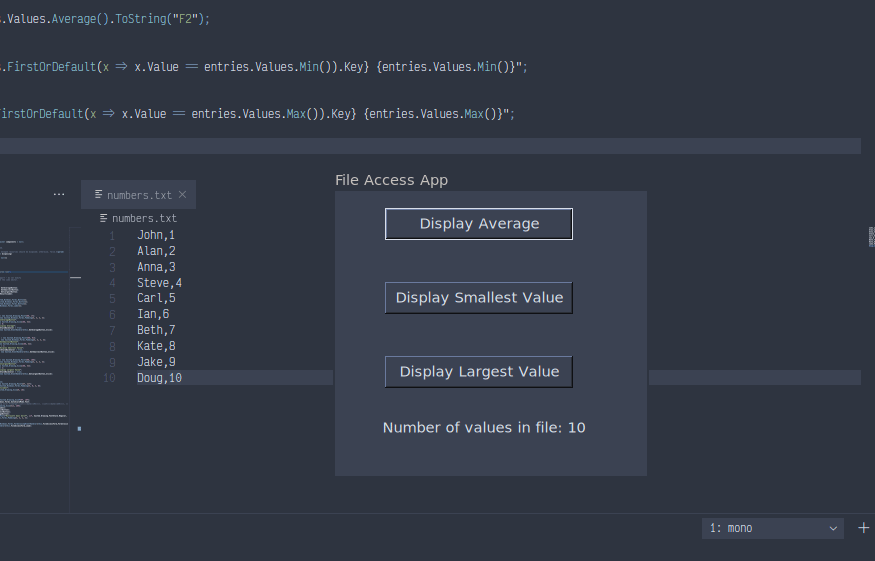 s.Values.Average().ToString("F2");
s.FirstOrDefault(x => x.Value == entries.Values.Min()).Key} {entries.Values.Min()}";
FirstOrDefault(x => x.Value == entries.Values.Max()).Key} {entries.Values.Max()}";
File Access App
...
numbers.txt ×
numbers.txt
1 John,1
2 Alan,2
3 Anna,3
4 Steve,4
5 Carl,5
6 Ian,6
7 Beth,7
8 Kate,8
9 Jake,9
10 Doug,10
Display Average
Display Smallest Value
Display Largest Value
Number of values in file: 10
1: mono
+